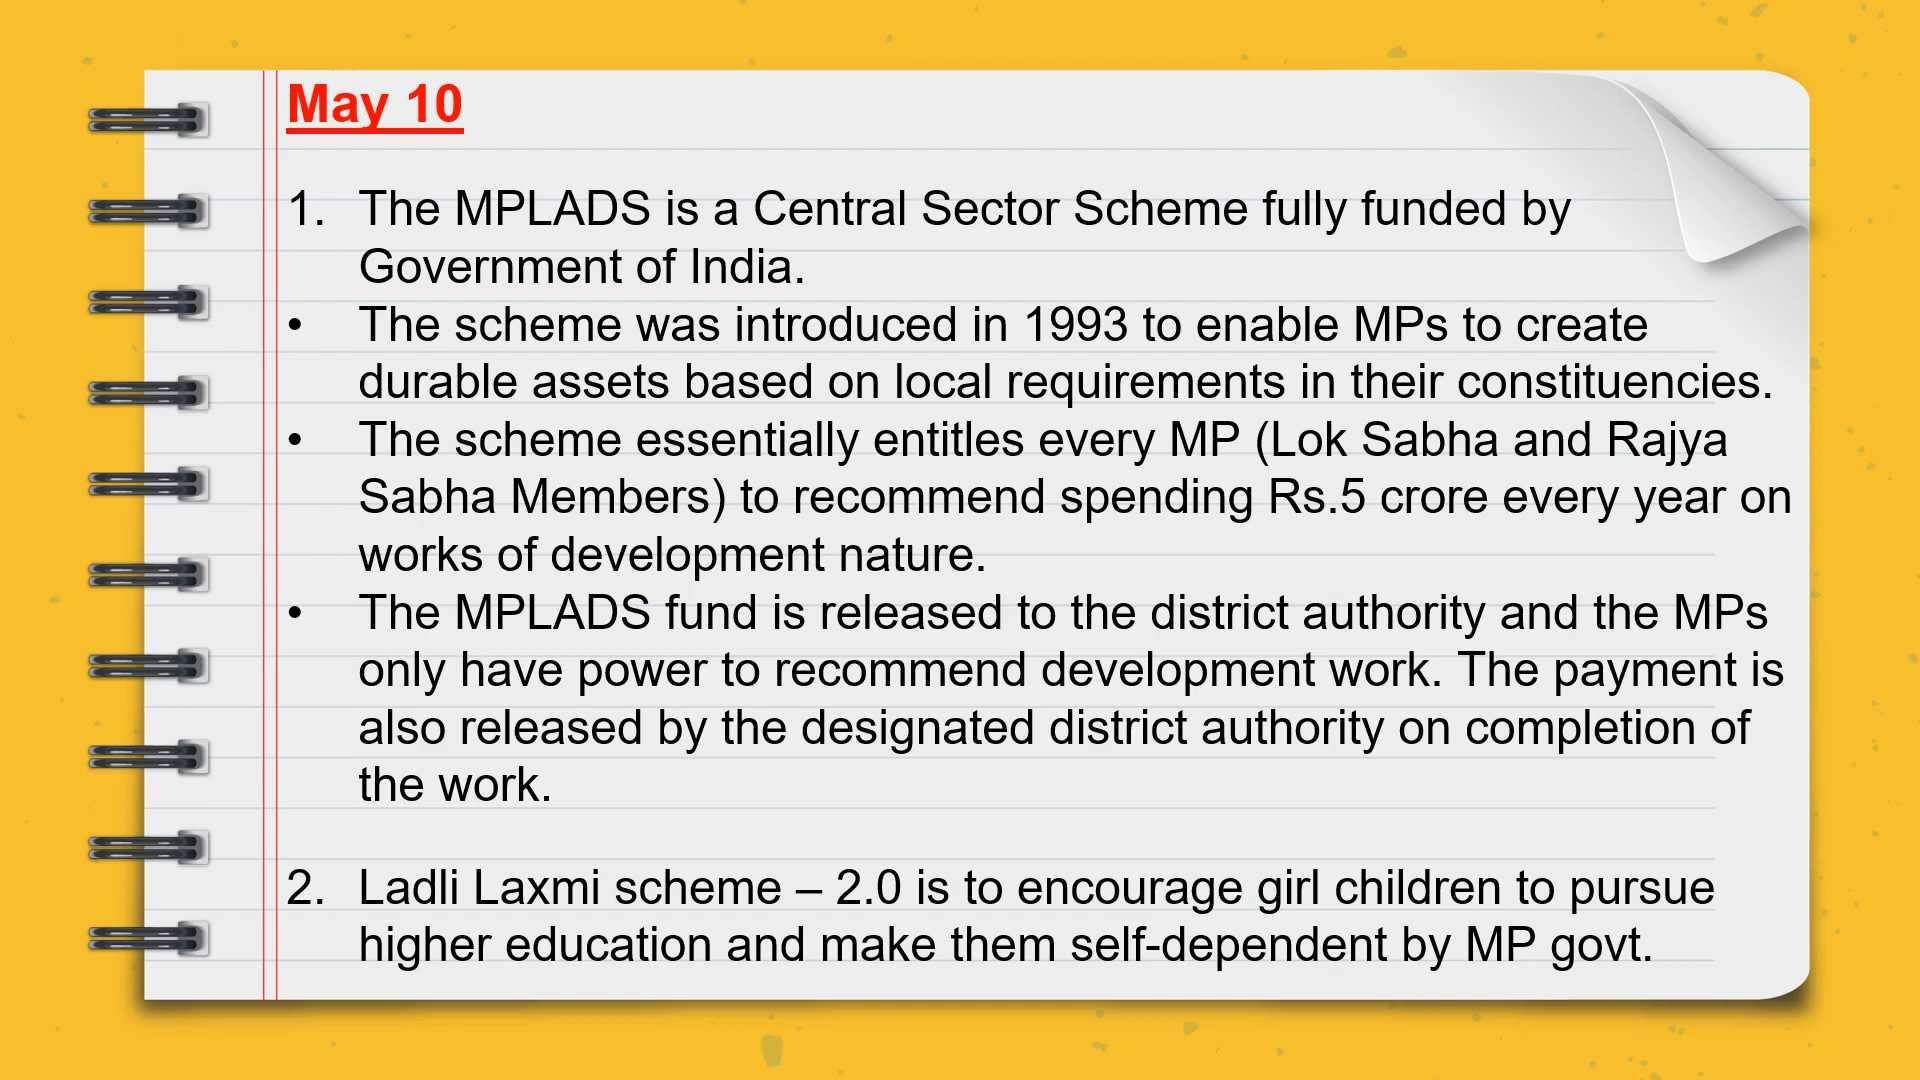 May 10
1. The MPLADS is a Central Sector Scheme fully funded by
Government of India.
• The scheme was introduced in 1993 to enable MPs to create
durable assets based on local requirements in their constituencies.
• The scheme essentially entitles every MP (Lok Sabha and Rajya
Sabha Members) to recommend spending Rs.5 crore every year on
works of development nature.
• The MPLADS fund is released to the district authority and the MPs
only have power to recommend development work. The payment is
also released by the designated district authority on completion of
the work.
2. Ladli Laxmi scheme – 2.0 is to encourage girl children to pursue
higher education and make them self-dependent by MP govt.